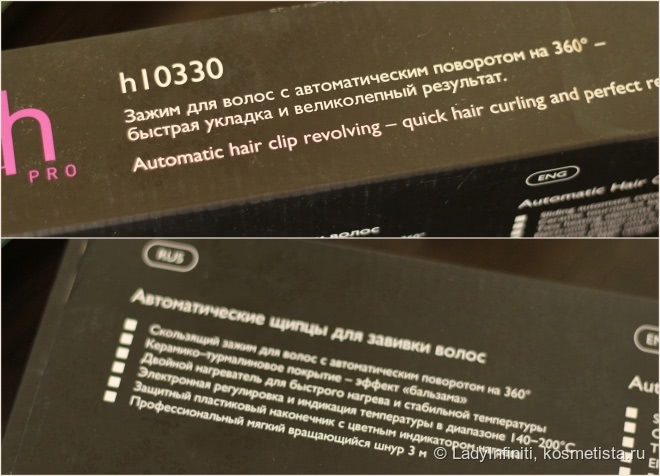 h
PRO
h10330
Зажим для волос с автоматическим поворотом на 360° –
быстрая укладка и великолепный результат.
Automatic hair clip revolving – quick hair curling and perfect re
ENG
Automatic Hair
волос
RUS
Автоматические щипцы для завивки волос
Скользящий зажим для волос с автоматическим поворотом на 360°
Керамико-турмалиновое покрытие – эффект «бальзама»
Двойной нагреватель для быстрого нагрева и стабильной температуры
Электронная регулировка и индикация температуры в диапазоне 140–200°C
Защитный пластиковый наконечник с цветным индикатором
Профессиональный мягкий вращающийся шнур 3 м
Aut
© LadyInfiniti, kosmetista.ru